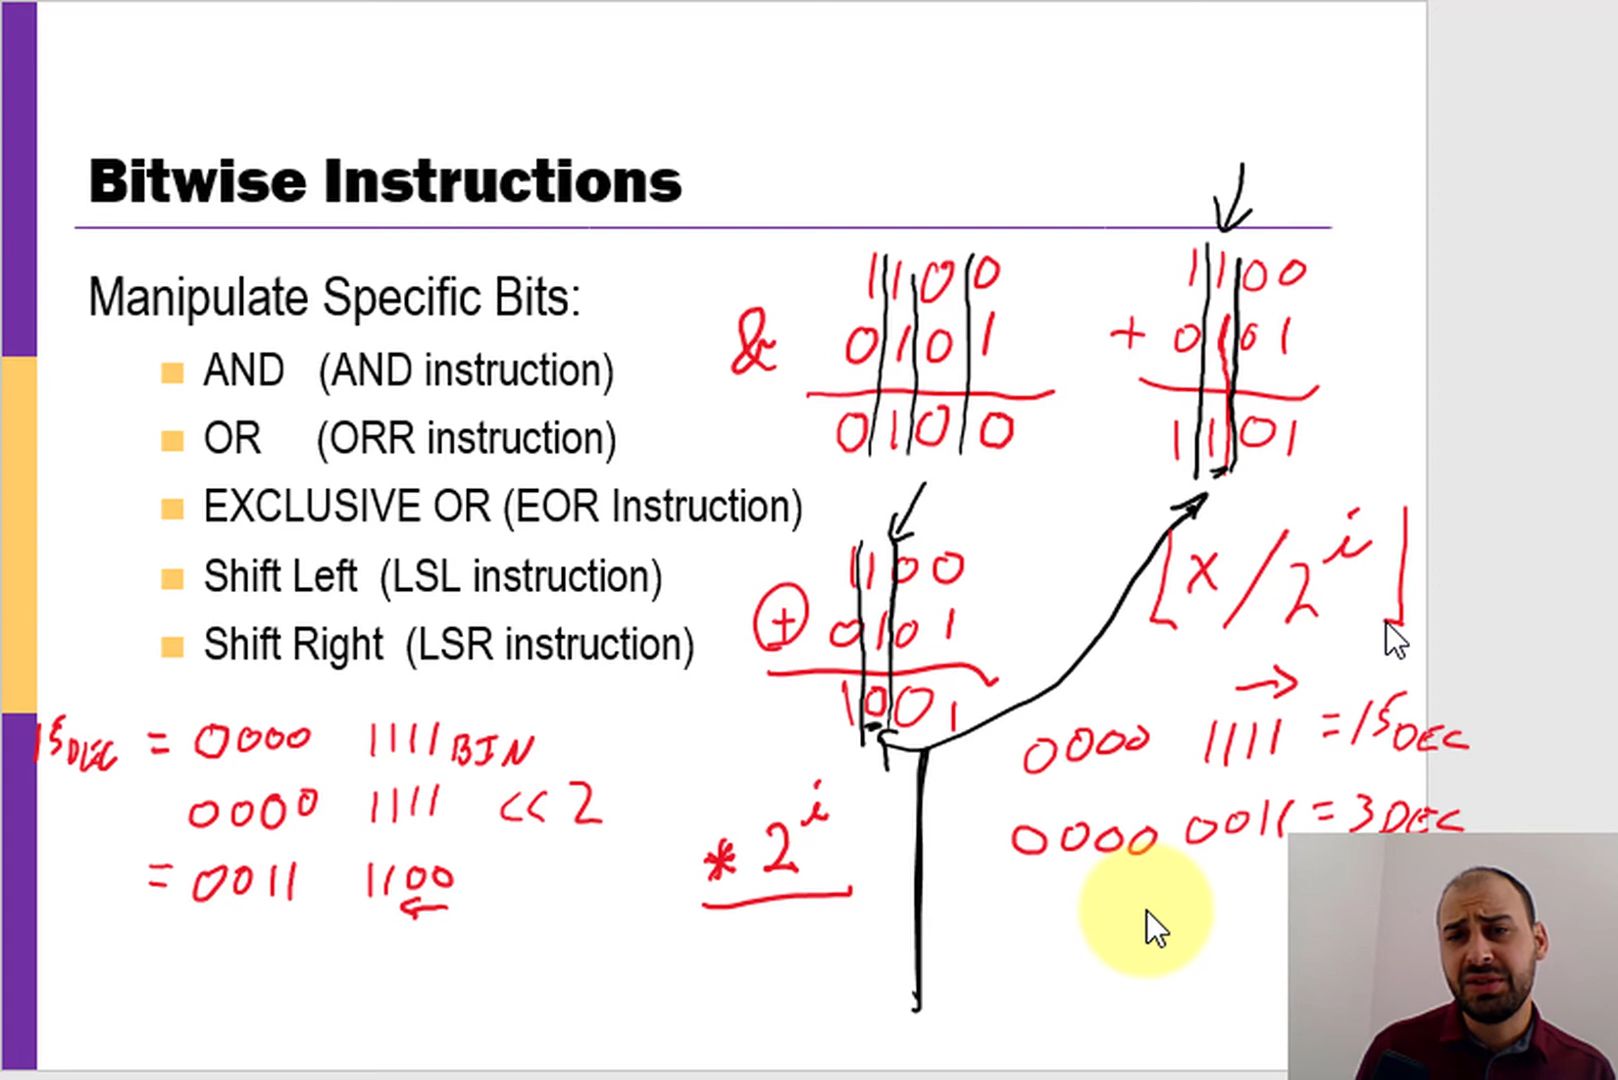 Bitwise Instructions
Manipulate Specific Bits:
AND (AND instruction)
OR (ORR instruction)
EXCLUSIVE OR (EOR Instruction)
Shift Left (LSL instruction)
Shift Right (LSR instruction)
1100
& 0101
0100
1100
+ 0101
1101
1100
⊕ 0101
1001
⌊x/2^i⌋
15DEC = 0000 1111 BIN
0000 1111 << 2
= 0011 1100
* 2^i
→
0000 1111 = 15DEC
0000 0011 = 3DEC